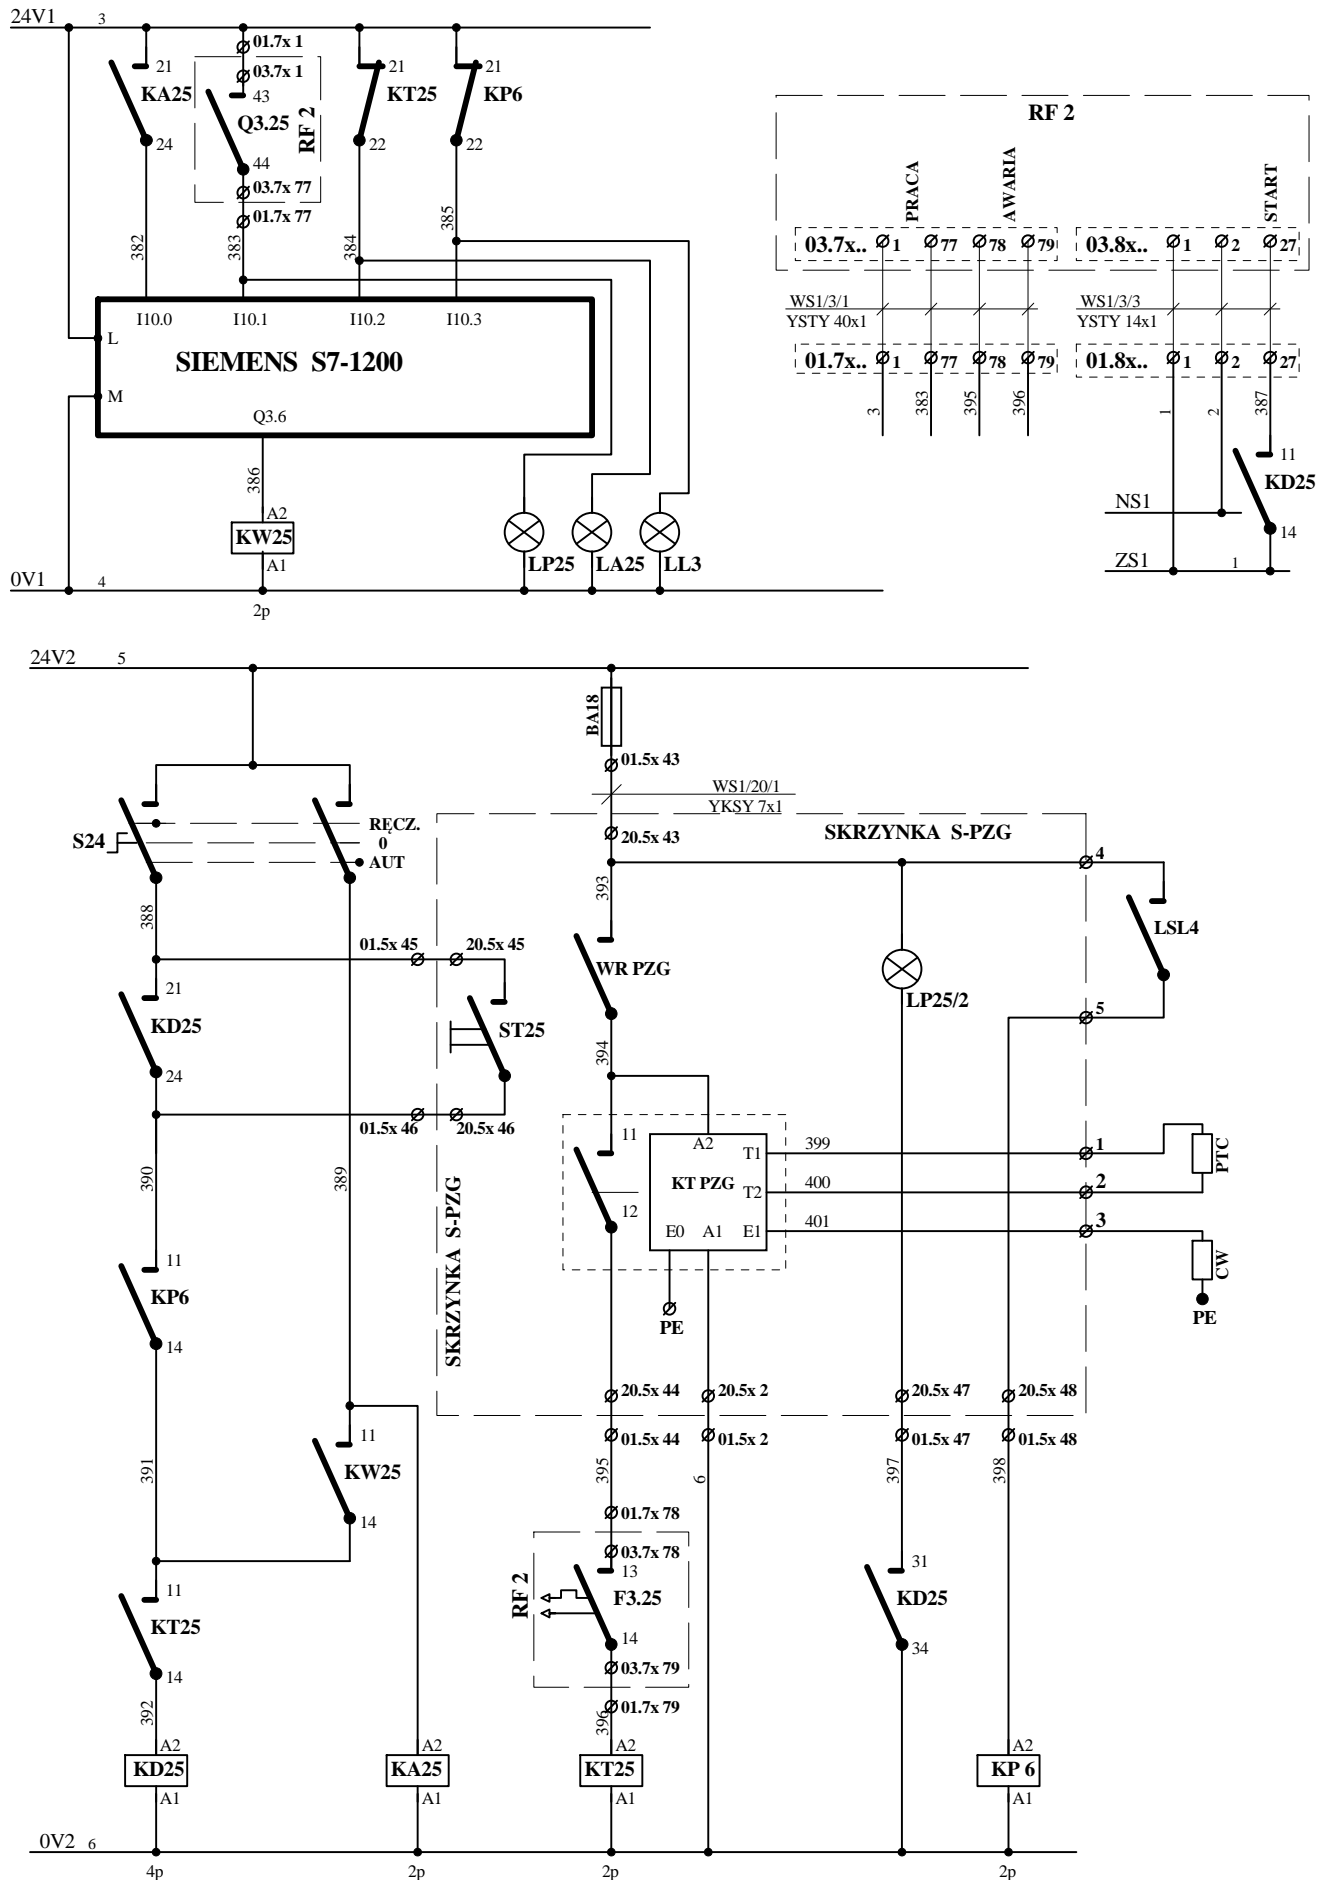 24V1 3
01.7x 1
03.7x 1
21
KA25
24
43
Q3.25
44
RF 2
21
KT25
22
21
KP6
22
03.7x 77
01.7x 77
382
383
384
385
I10.0
I10.1
I10.2
I10.3
L
SIEMENS S7-1200
M
Q3.6
386
A2
KW25
A1
LP25
LA25
LL3
0V1 4
2p
RF 2
PRACA
AWARIA
START
03.7x.. 1 77 78 79
03.8x.. 1 2 27
WS1/3/1
YSTY 40x1
WS1/3/3
YSTY 14x1
01.7x.. 1 77 78 79
01.8x.. 1 2 27
3
383
395
396
1
2
387
11
KD25
14
NS1
ZS1 1
24V2 5
BA18
01.5x 43
WS1/20/1
YKSY 7x1
20.5x 43
SKRZYNKA S-PZG
S24
RĘCZ.
0
AUT
388
393
4
LSL4
01.5x 45
20.5x 45
WR PZG
LP25/2
21
KD25
24
ST25
5
394
01.5x 46
20.5x 46
390
389
SKRZYNKA S-PZG
11
12
A2
KT PZG
T1
T2
E0 A1 E1
399
400
401
1
2
3
PTC
CW
PE
PE
11
KP6
14
20.5x 44
20.5x 2
20.5x 47
20.5x 48
01.5x 44
01.5x 2
01.5x 47
01.5x 48
391
11
KW25
14
395
6
397
398
01.7x 78
03.7x 78
RF 2
13
F3.25
14
03.7x 79
01.7x 79
31
KD25
34
11
KT25
14
392
396
A2
KD25
A1
A2
KA25
A1
A2
KT25
A1
A2
KP 6
A1
0V2 6
4p
2p
2p
2p